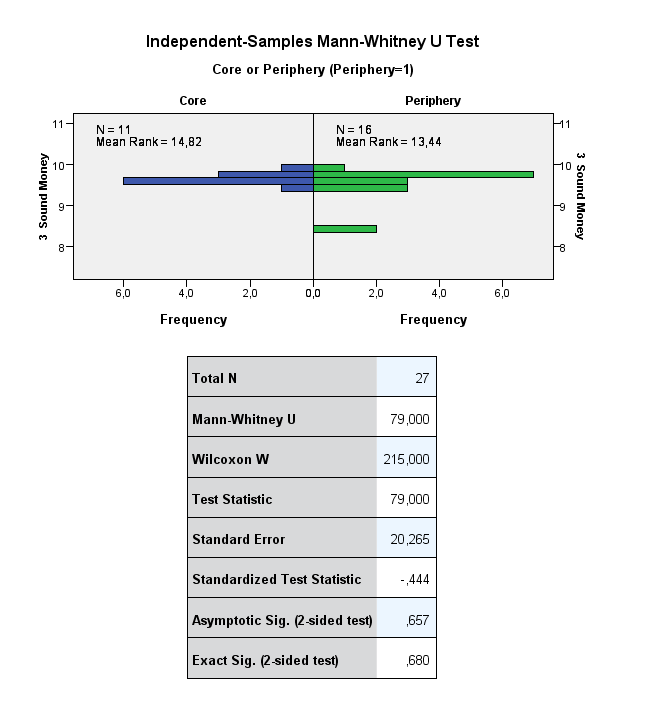 Independent-Samples Mann-Whitney U Test
Core or Periphery (Periphery=1)
Core Periphery
N = 11
Mean Rank = 14,82
N = 16
Mean Rank = 13,44
3 Sound Money
11
10
9
8
11
10
9
8
3 Sound Money
6,0 4,0 2,0 0,0 2,0 4,0 6,0
Frequency Frequency
Total N 27
Mann-Whitney U 79,000
Wilcoxon W 215,000
Test Statistic 79,000
Standard Error 20,265
Standardized Test Statistic -,444
Asymptotic Sig. (2-sided test) ,657
Exact Sig. (2-sided test) ,680